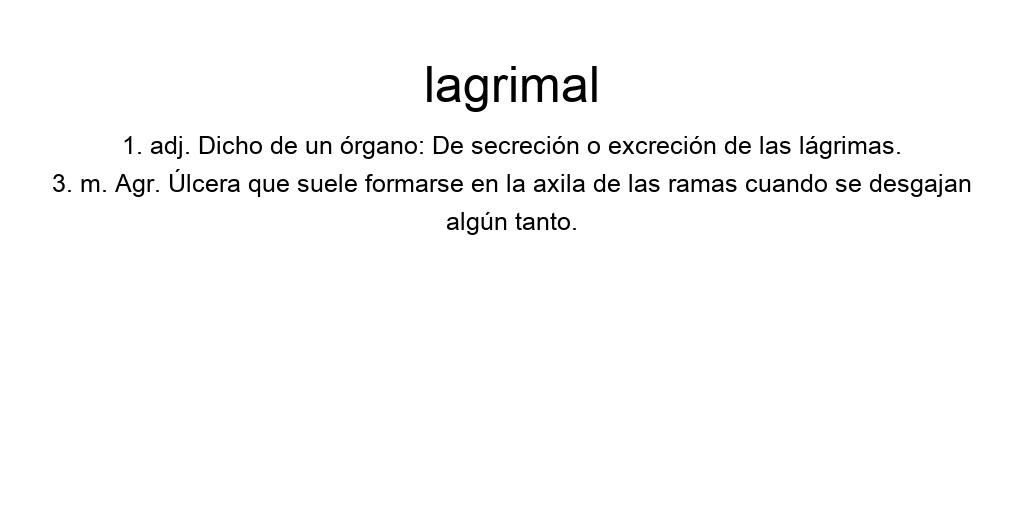 lagrimal
1. adj. Dicho de un órgano: De secreción o excreción de las lágrimas.
3. m. Agr. Úlcera que suele formarse en la axila de las ramas cuando se desgajan
algún tanto.